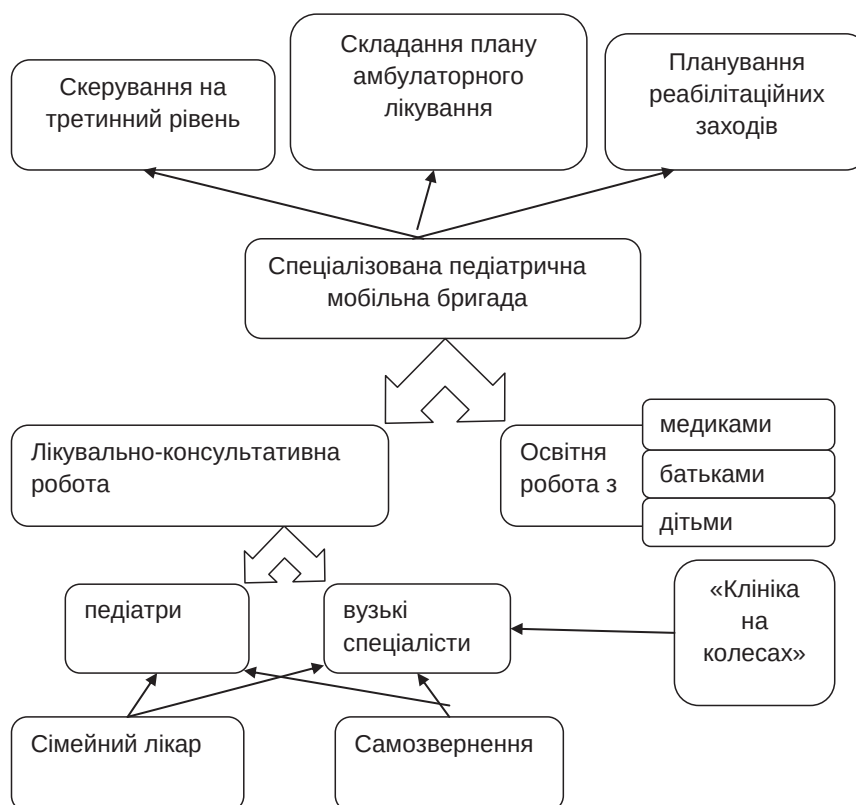 Скерування на
третинний рівень
Складання плану
амбулаторного
лікування
Планування
реабілітаційних
заходів
Спеціалізована педіатрична
мобільна бригада
Лікувально-консультативна
робота
Освітня
робота з
медиками
батьками
дітьми
педіатри
вузькі
спеціалісти
«Клініка
на
колесах»
Сімейний лікар
Самозвернення